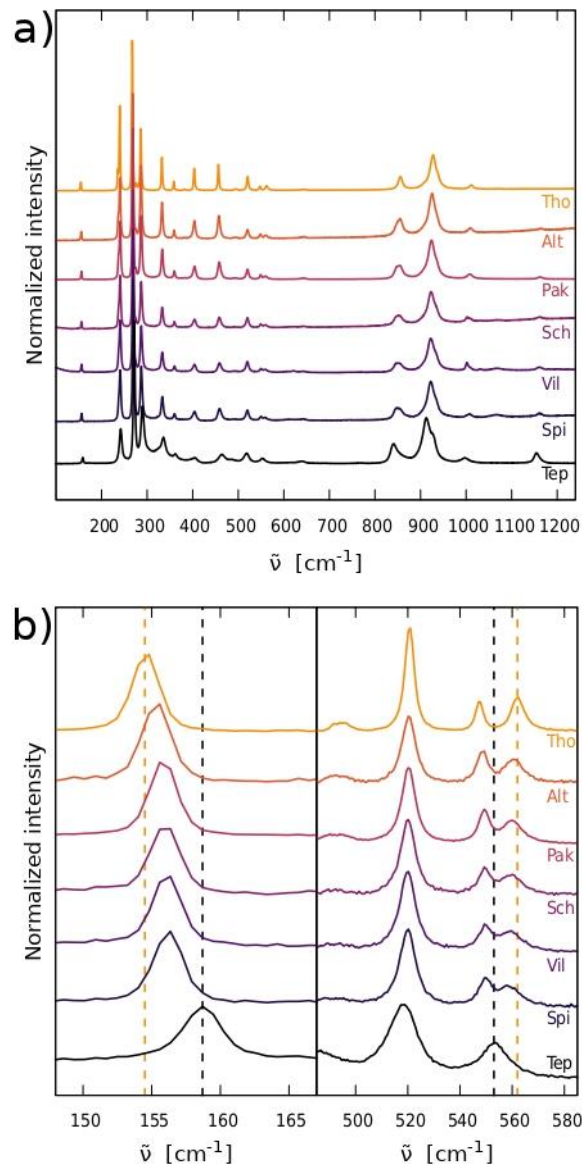 a)
Normalized intensity
Tho
Alt
Pak
Sch
Vil
Spi
Tep
200 300 400 500 600 700 800 900 1000 1100 1200
ṽ [cm⁻¹]
b)
Normalized intensity
Tho
Alt
Pak
Sch
Vil
Spi
Tep
150 155 160 165 500 520 540 560 580
ṽ [cm⁻¹] ṽ [cm⁻¹]